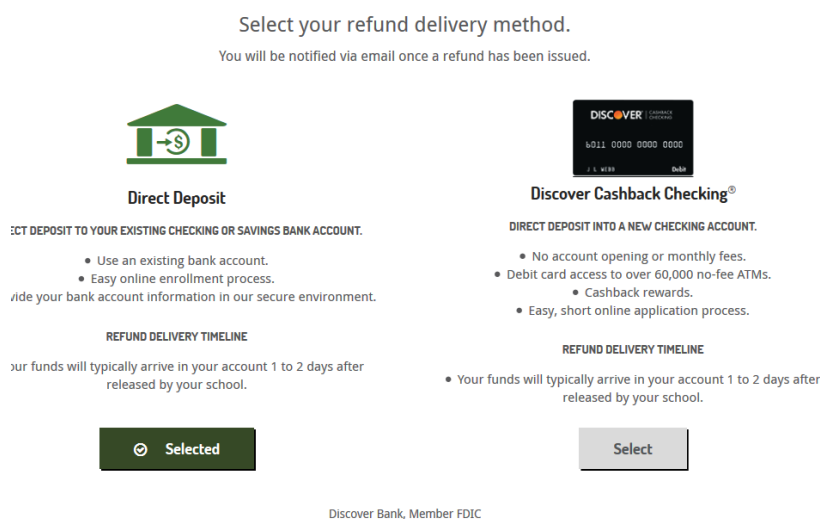 Select your refund delivery method.
You will be notified via email once a refund has been issued.
DISCOVER CASHBACK CHECKING
6011 0000 0000 0000
J L WEBB Debit
Direct Deposit
ECT DEPOSIT TO YOUR EXISTING CHECKING OR SAVINGS BANK ACCOUNT.
• Use an existing bank account.
• Easy online enrollment process.
vide your bank account information in our secure environment.
REFUND DELIVERY TIMELINE
our funds will typically arrive in your account 1 to 2 days after
released by your school.
Selected
Discover Cashback Checking®
DIRECT DEPOSIT INTO A NEW CHECKING ACCOUNT.
• No account opening or monthly fees.
• Debit card access to over 60,000 no-fee ATMs.
• Cashback rewards.
• Easy, short online application process.
REFUND DELIVERY TIMELINE
• Your funds will typically arrive in your account 1 to 2 days after
released by your school.
Select
Discover Bank, Member FDIC